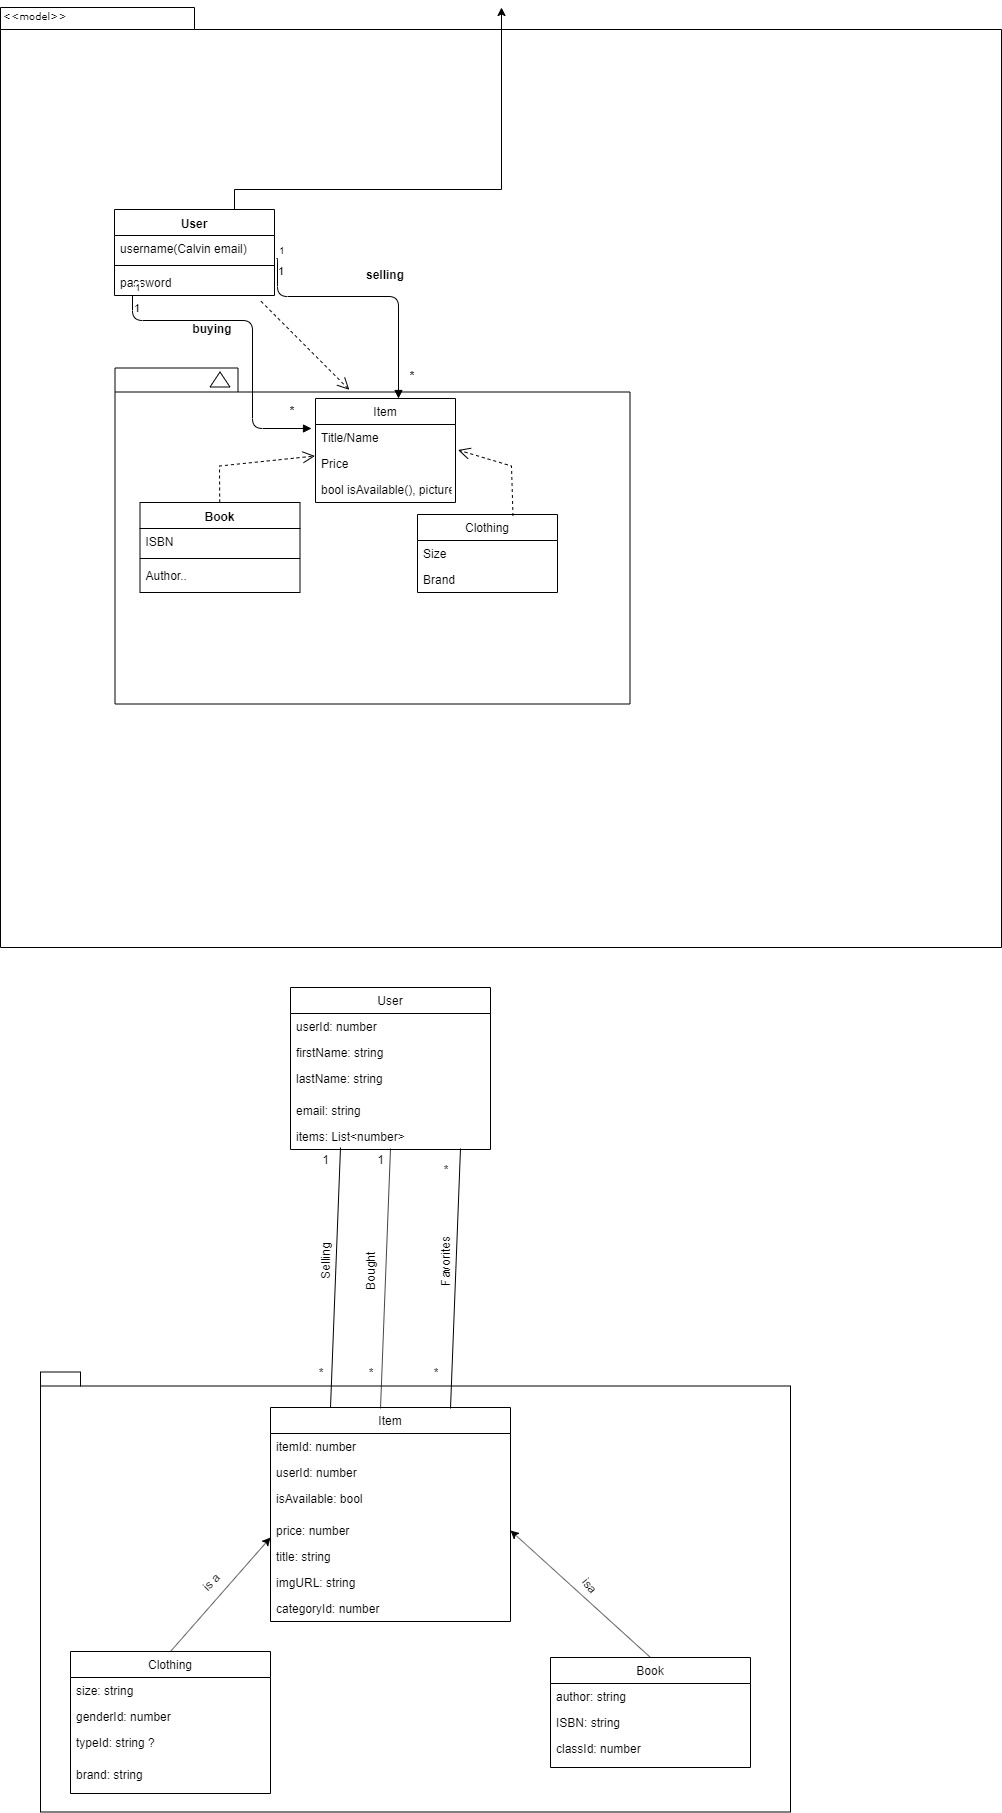 <<model>>
User
username(Calvin email)
1
password
1
1
1
selling
buying
*
*
Item
Title/Name
Price
bool isAvailable(), picture
Book
ISBN
Author..
Clothing
Size
Brand
User
userId: number
firstName: string
lastName: string
email: string
items: List<number>
1
1
*
Selling
Bought
Favorites
*
*
*
Item
itemId: number
userId: number
isAvailable: bool
price: number
title: string
imgURL: string
categoryId: number
is a
isa
Clothing
size: string
genderId: number
typeId: string ?
brand: string
Book
author: string
ISBN: string
classId: number